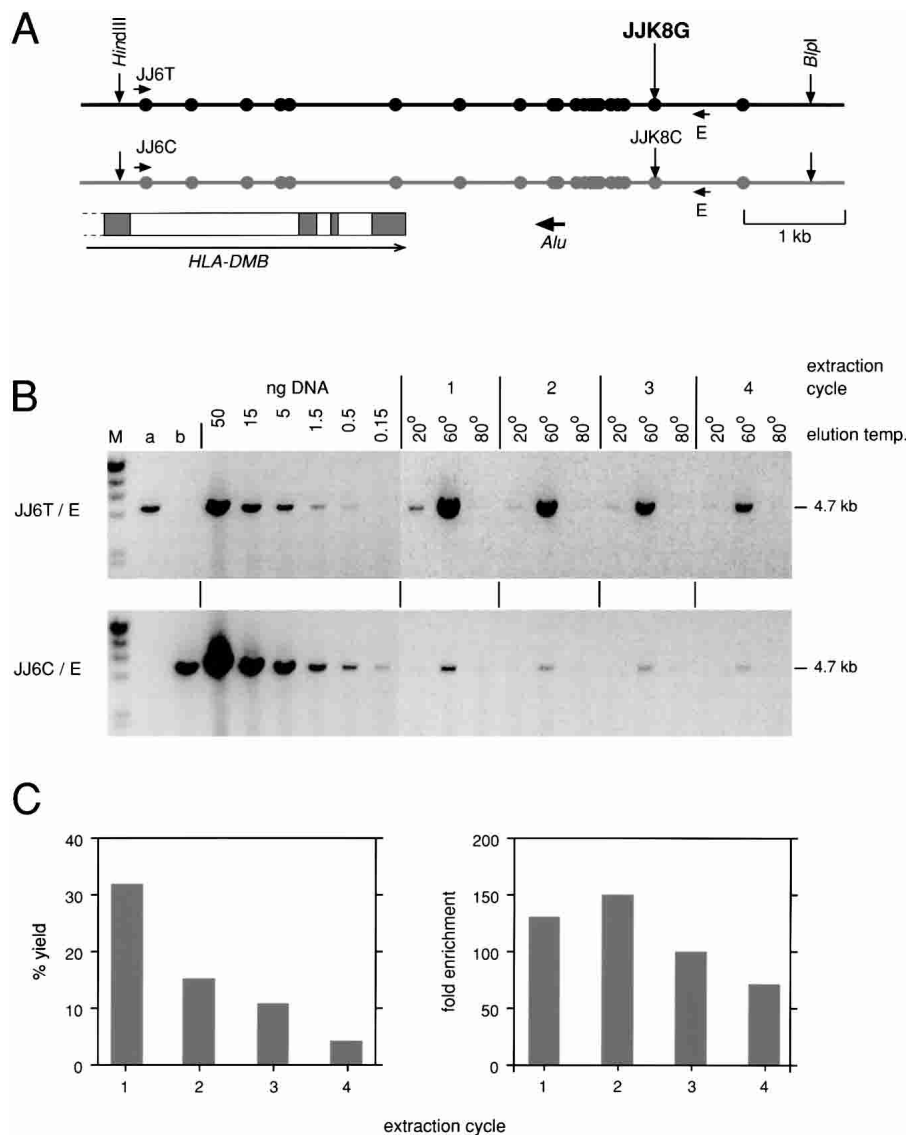 A
HindIII
JJ6T
JJK8G
BlpI
E
JJ6C
JJK8C
E
1 kb
HLA-DMB
Alu
B
ng DNA
1
2
3
4
extraction cycle
M
a
b
50
15
5
1.5
0.5
0.15
20°
60°
80°
20°
60°
80°
20°
60°
80°
20°
60°
80°
elution temp.
JJ6T / E
4.7 kb
JJ6C / E
4.7 kb
C
% yield
40
30
20
10
0
1
2
3
4
fold enrichment
200
150
100
50
0
1
2
3
4
extraction cycle